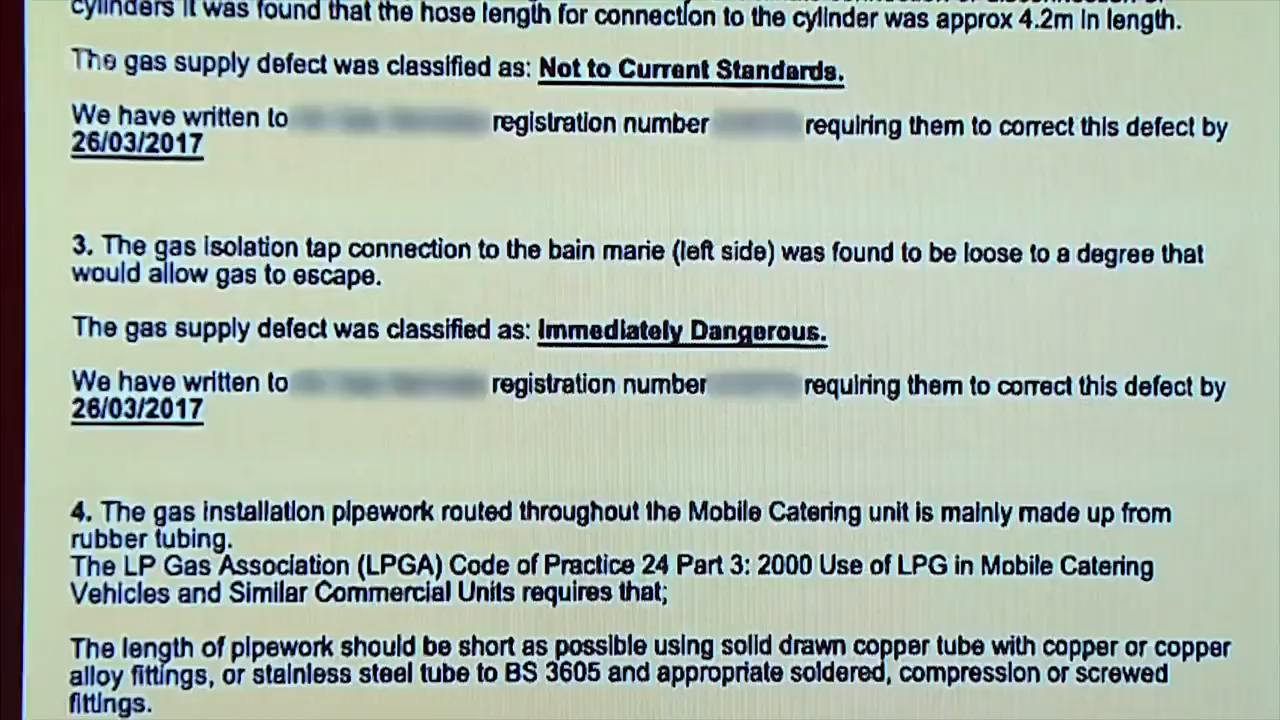 cylinders it was found that the hose length for connection to the cylinder was approx 4.2m in length.
The gas supply defect was classified as: Not to Current Standards.
We have written to registration number requiring them to correct this defect by
26/03/2017
3. The gas isolation tap connection to the bain marie (left side) was found to be loose to a degree that
would allow gas to escape.
The gas supply defect was classified as: Immediately Dangerous.
We have written to registration number requiring them to correct this defect by
26/03/2017
4. The gas installation pipework routed throughout the Mobile Catering unit is mainly made up from
rubber tubing.
The LP Gas Association (LPGA) Code of Practice 24 Part 3: 2000 Use of LPG in Mobile Catering
Vehicles and Similar Commercial Units requires that;
The length of pipework should be short as possible using solid drawn copper tube with copper or copper
alloy fittings, or stainless steel tube to BS 3605 and appropriate soldered, compression or screwed
fittings.